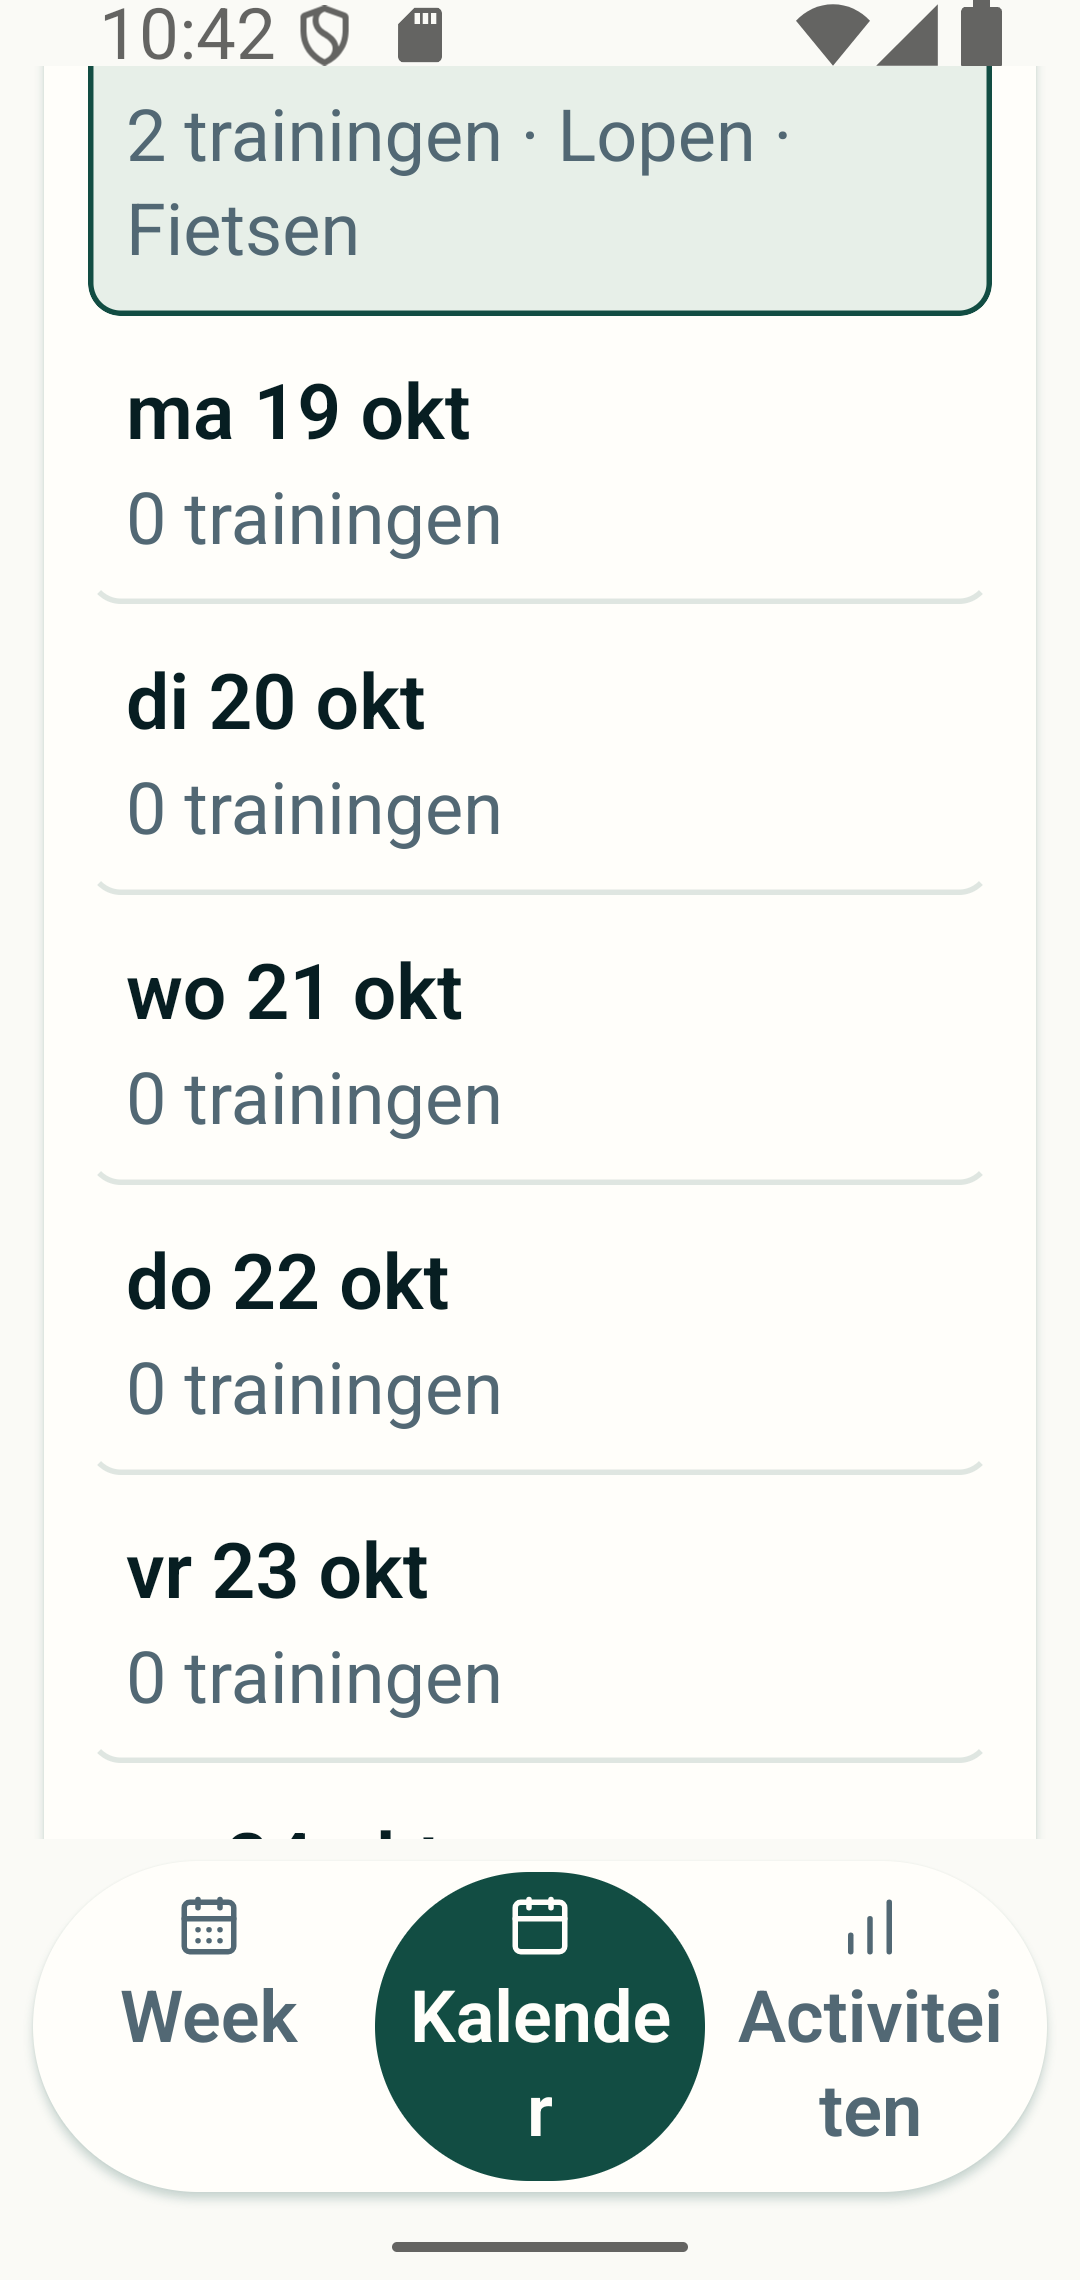 10:42
2 trainingen · Lopen ·
Fietsen
ma 19 okt
0 trainingen
di 20 okt
0 trainingen
wo 21 okt
0 trainingen
do 22 okt
0 trainingen
vr 23 okt
0 trainingen
Week
Kalende
r
Activitei
ten